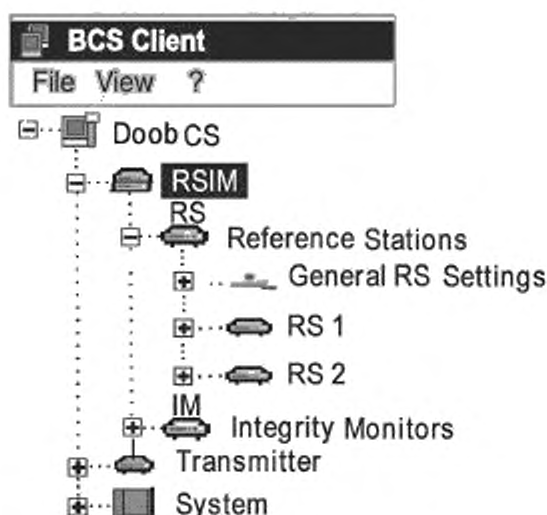 BCS Client
File View ?
Doob CS
RSIM
RS
Reference Stations
General RS Settings
RS 1
RS 2
IM
Integrity Monitors
Transmitter
System